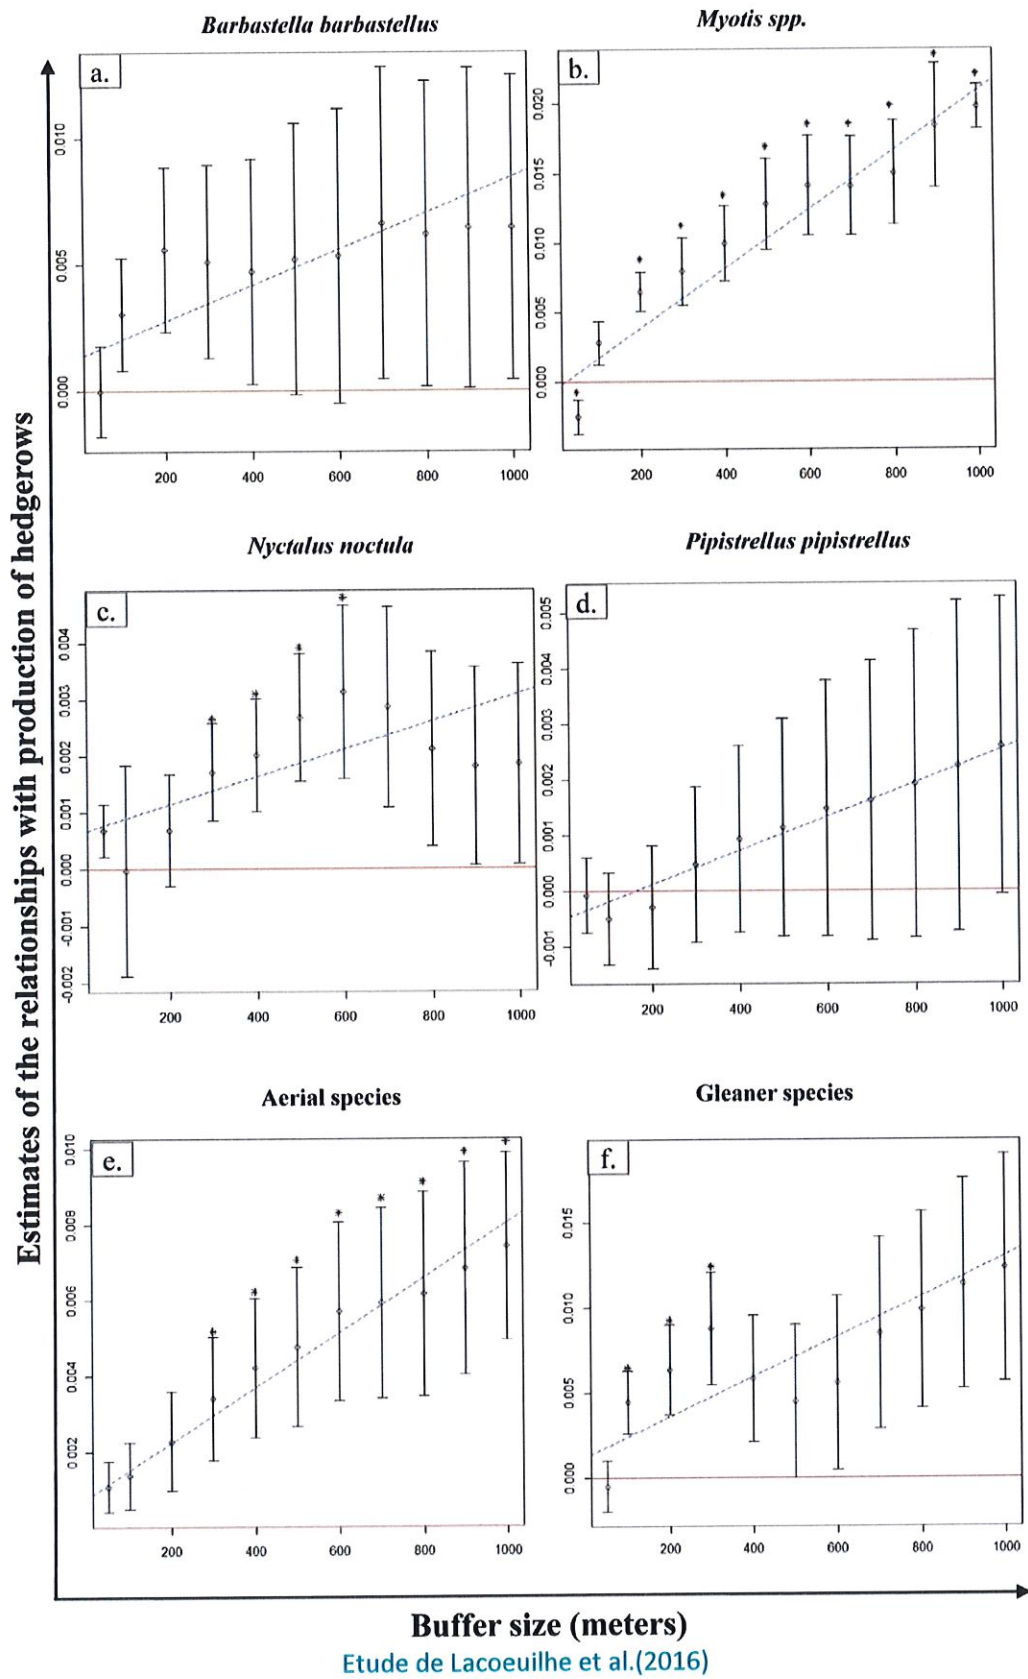 Barbastella barbastellus
Myotis spp.
a.
b.
0.000 0.005 0.010
200 400 600 800 1000
0.000 0.005 0.010 0.015 0.020
200 400 600 800 1000
Nyctalus noctula
Pipistrellus pipistrellus
c.
d.
-0.002 -0.001 0.000 0.001 0.002 0.003 0.004
200 400 600 800 1000
-0.001 0.000 0.001 0.002 0.003 0.004 0.005
200 400 600 800 1000
Aerial species
Gleaner species
e.
f.
0.002 0.004 0.006 0.008 0.010
200 400 600 800 1000
0.000 0.005 0.010 0.015
200 400 600 800 1000
Estimates of the relationships with production of hedgerows
Buffer size (meters)
Etude de Lacoeuilhe et al.(2016)